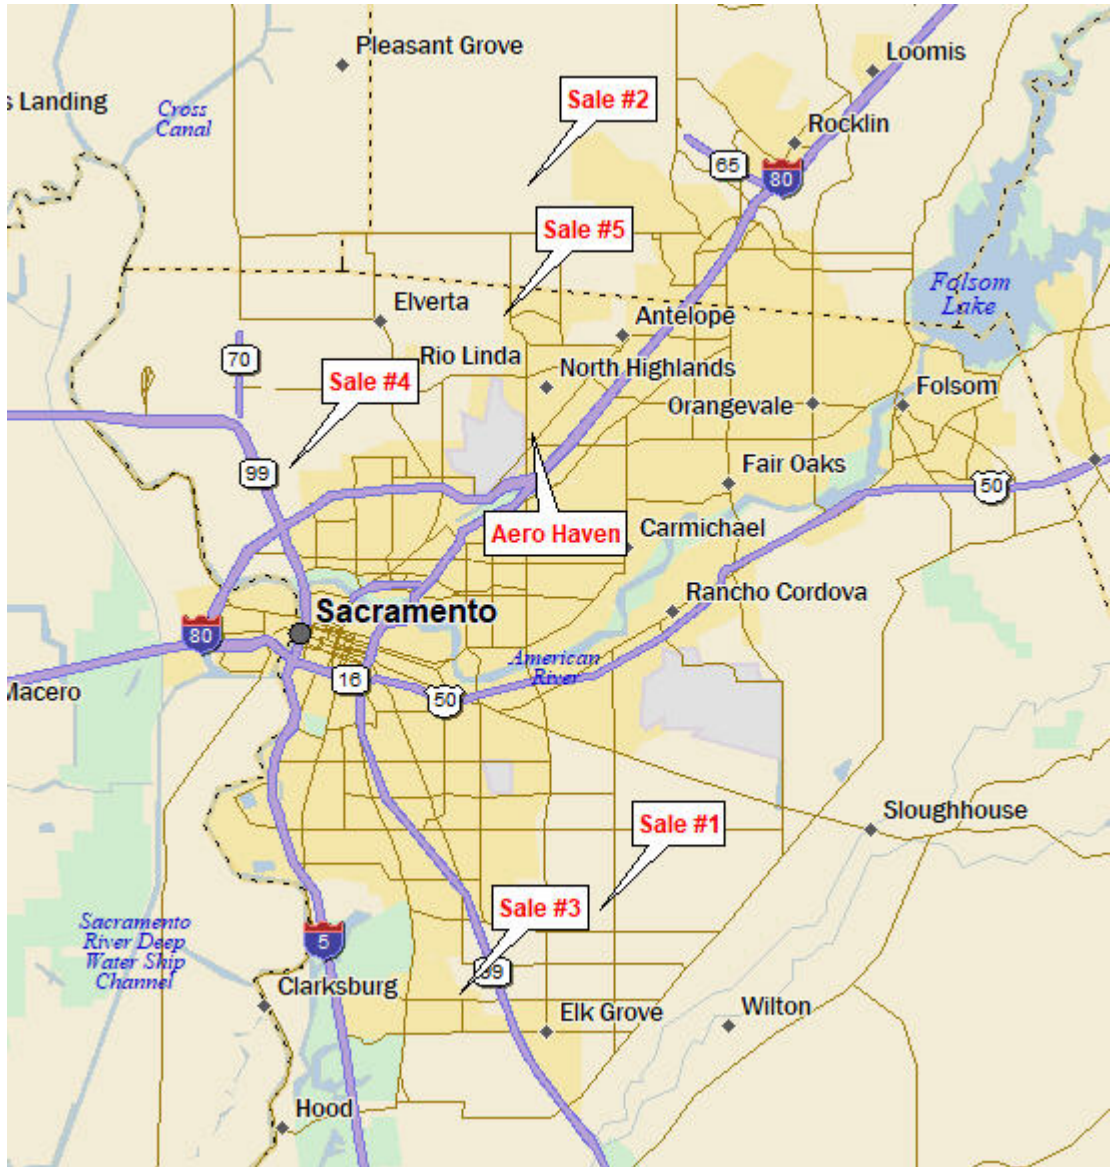 Pleasant Grove
Loomis
s Landing
Cross
Canal
Sale #2
Rocklin
65
80
Sale #5
Folsom
Lake
Elverta
Antelope
70
Rio Linda
Sale #4
North Highlands
Orangevale
Folsom
99
Fair Oaks
50
Aero Haven
Carmichael
Rancho Cordova
Sacramento
80
American
River
16
50
Macero
Sale #1
Sloughhouse
Sale #3
Sacramento
River Deep
Water Ship
Channel
5
99
Clarksburg
Elk Grove
Wilton
Hood